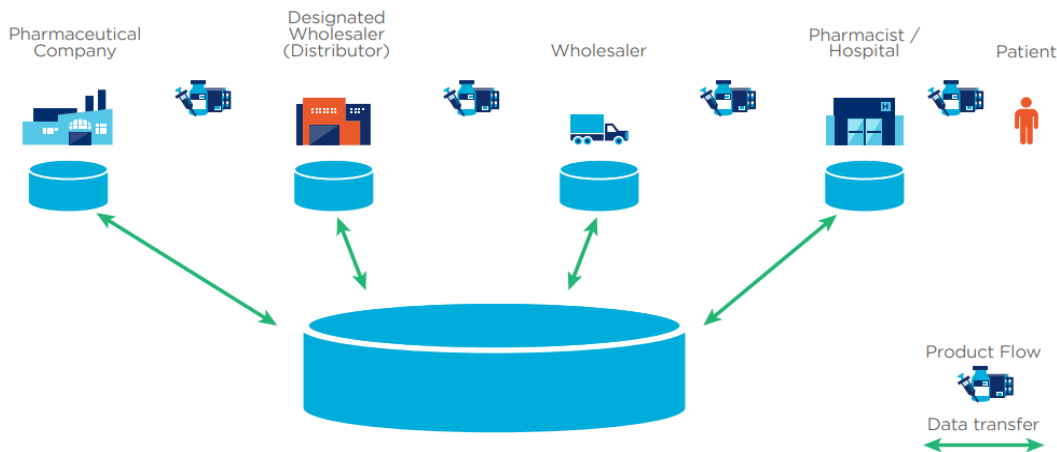 Pharmaceutical
Company
Designated
Wholesaler
(Distributor)
Wholesaler
Pharmacist /
Hospital
Patient
H
Product Flow
Data transfer